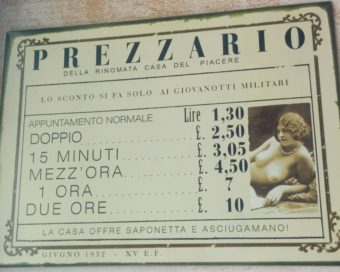 PREZZARIO
DELLA RINOMATA CASA DEL PIACERE
LO SCONTO SI FA SOLO AI GIOVANOTTI MILITARI
APPUNTAMENTO NORMALE Lire 1,30
DOPPIO £. 2,50
15 MINUTI £. 3,05
MEZZ'ORA £. 4,50
1 ORA £. 7
DUE ORE £. 10
LA CASA OFFRE SAPONETTA E ASCIUGAMANO!
GIUGNO 1932 - XV E.F.